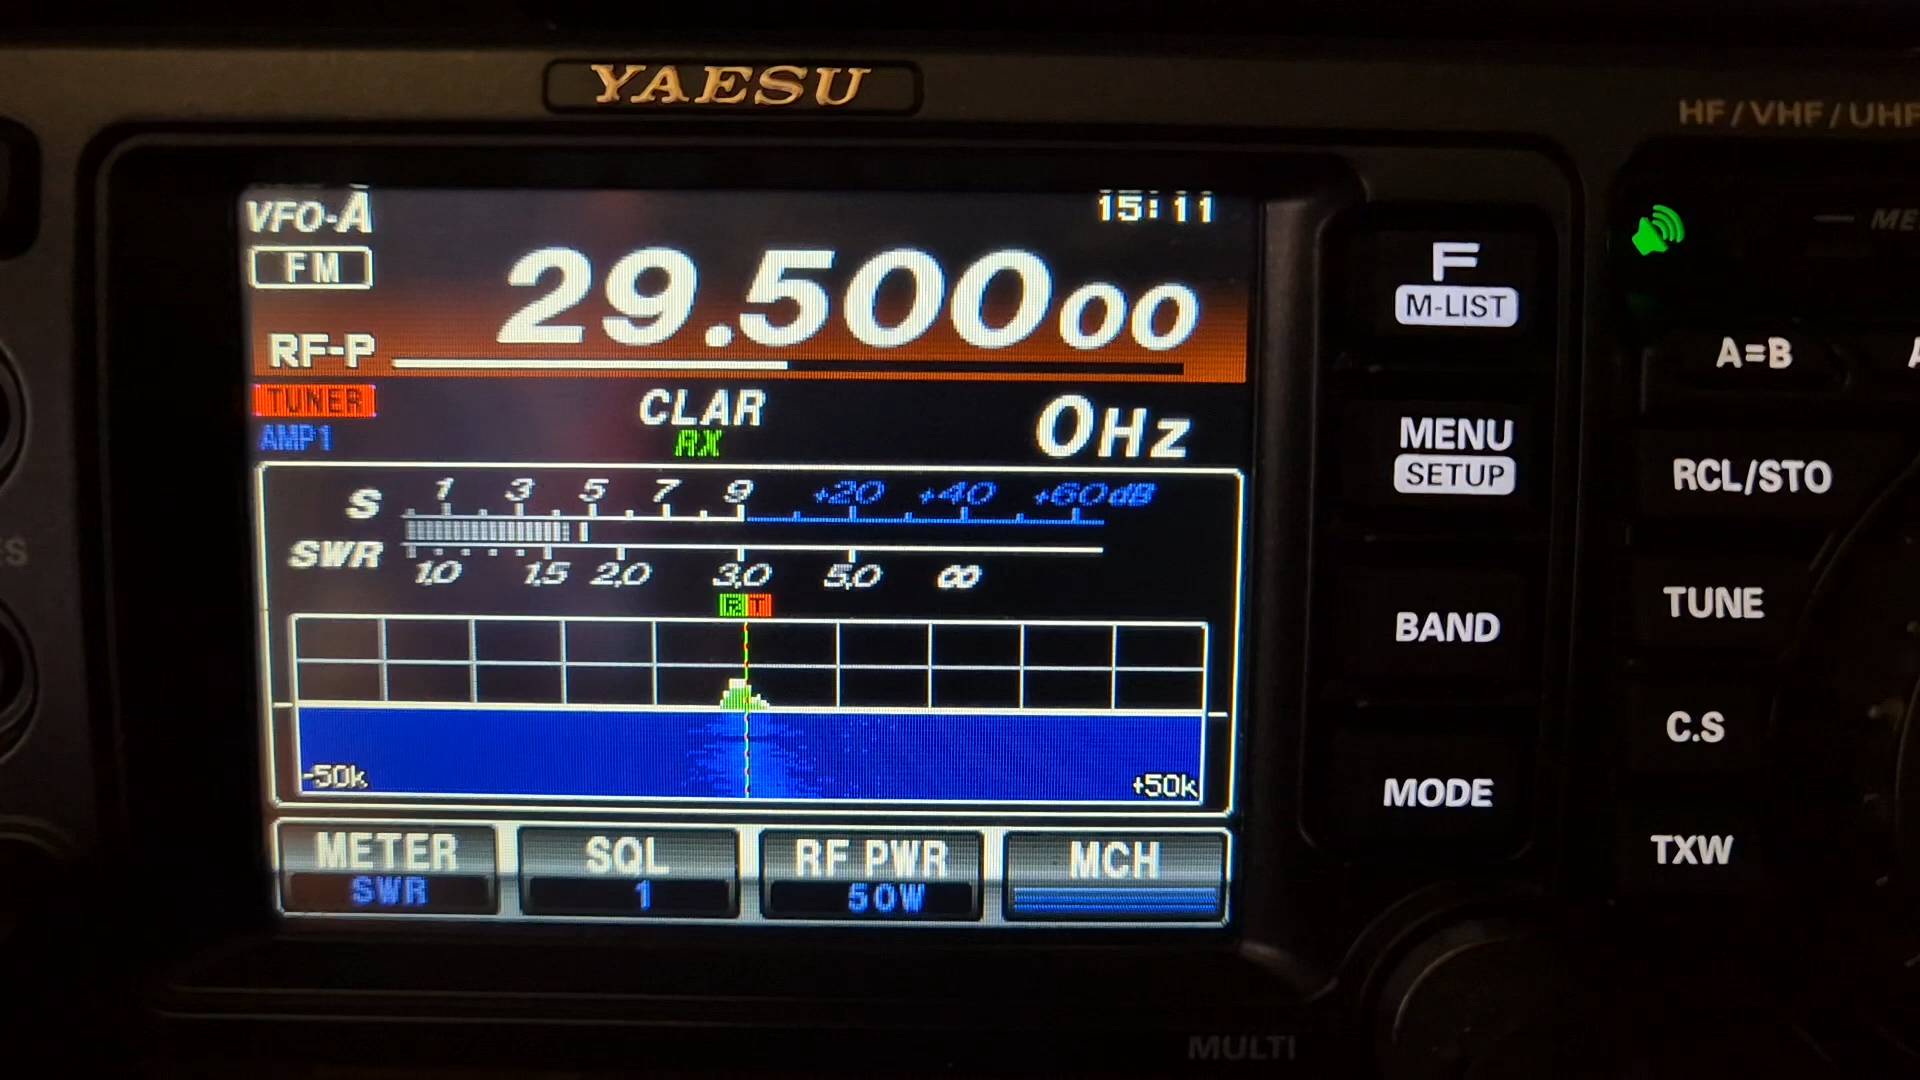 YAESU
HF/VHF/UHF
VFO-A
15:11
FM
29.500 00
RF-P
TUNER
AMP1
CLAR
RX
0Hz
S 1 3 5 7 9 +20 +40 +60dB
SWR 1.0 1.5 2.0 3.0 5.0 ∞
R T
-50k
+50k
METER
SWR
SQL
1
RF PWR
50W
MCH
F
M-LIST
MENU
SETUP
BAND
MODE
A=B
RCL/STO
TUNE
C.S
TXW
MULTI